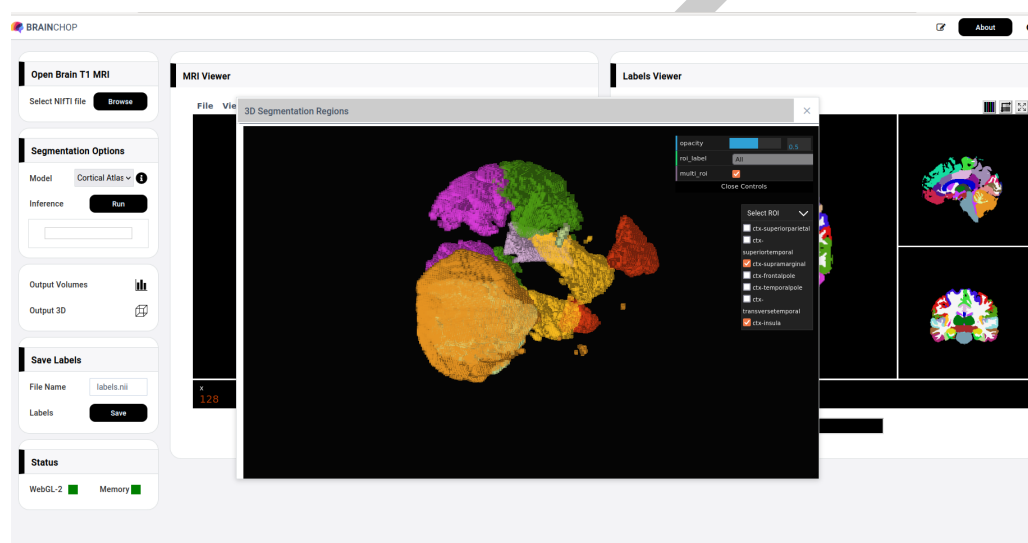 BRAINCHOP
About
Open Brain T1 MRI
Select NIfTI file
Browse
Segmentation Options
Model
Cortical Atlas
Inference
Run
Output Volumes
Output 3D
Save Labels
File Name
labels.nii
Labels
Save
Status
WebGL-2
Memory
MRI Viewer
File Vie
x
128
Labels Viewer
3D Segmentation Regions
×
opacity
0.5
roi_label
All
multi_roi
Close Controls
Select ROI
ctx-superiorparietal
ctx-
superiortemporal
ctx-supramarginal
ctx-frontalpole
ctx-temporalpole
ctx-
transversetemporal
ctx-insula